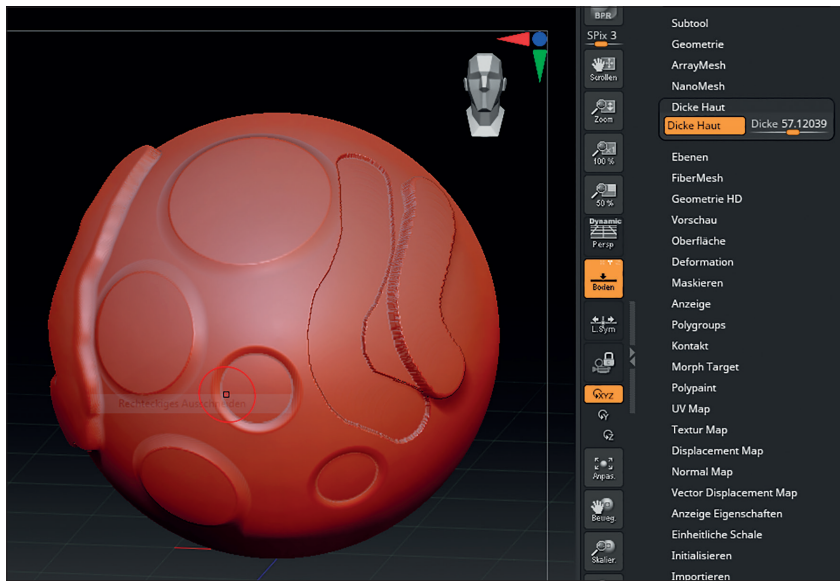 BPR
SPix 3
Scrollen
Zoom
100 %
50 %
Dynamic
Persp
Boden
L.Sym
XYZ
Y
Z
Anpas.
Beweg.
Skalier.
Rechteckiges Ausschneiden
Subtool
Geometrie
ArrayMesh
NanoMesh
Dicke Haut
Dicke Haut Dicke 57.12039
Ebenen
FiberMesh
Geometrie HD
Vorschau
Oberfläche
Deformation
Maskieren
Anzeige
Polygroups
Kontakt
Morph Target
Polypaint
UV Map
Textur Map
Displacement Map
Normal Map
Vector Displacement Map
Anzeige Eigenschaften
Einheitliche Schale
Initialisieren
Importieren